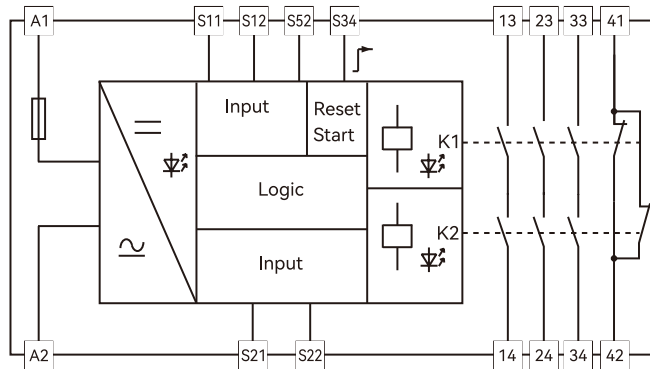 A1 S11 S12 S52 S34 13 23 33 41
Input
Reset
Start
K1
Logic
K2
Input
A2 S21 S22 14 24 34 42